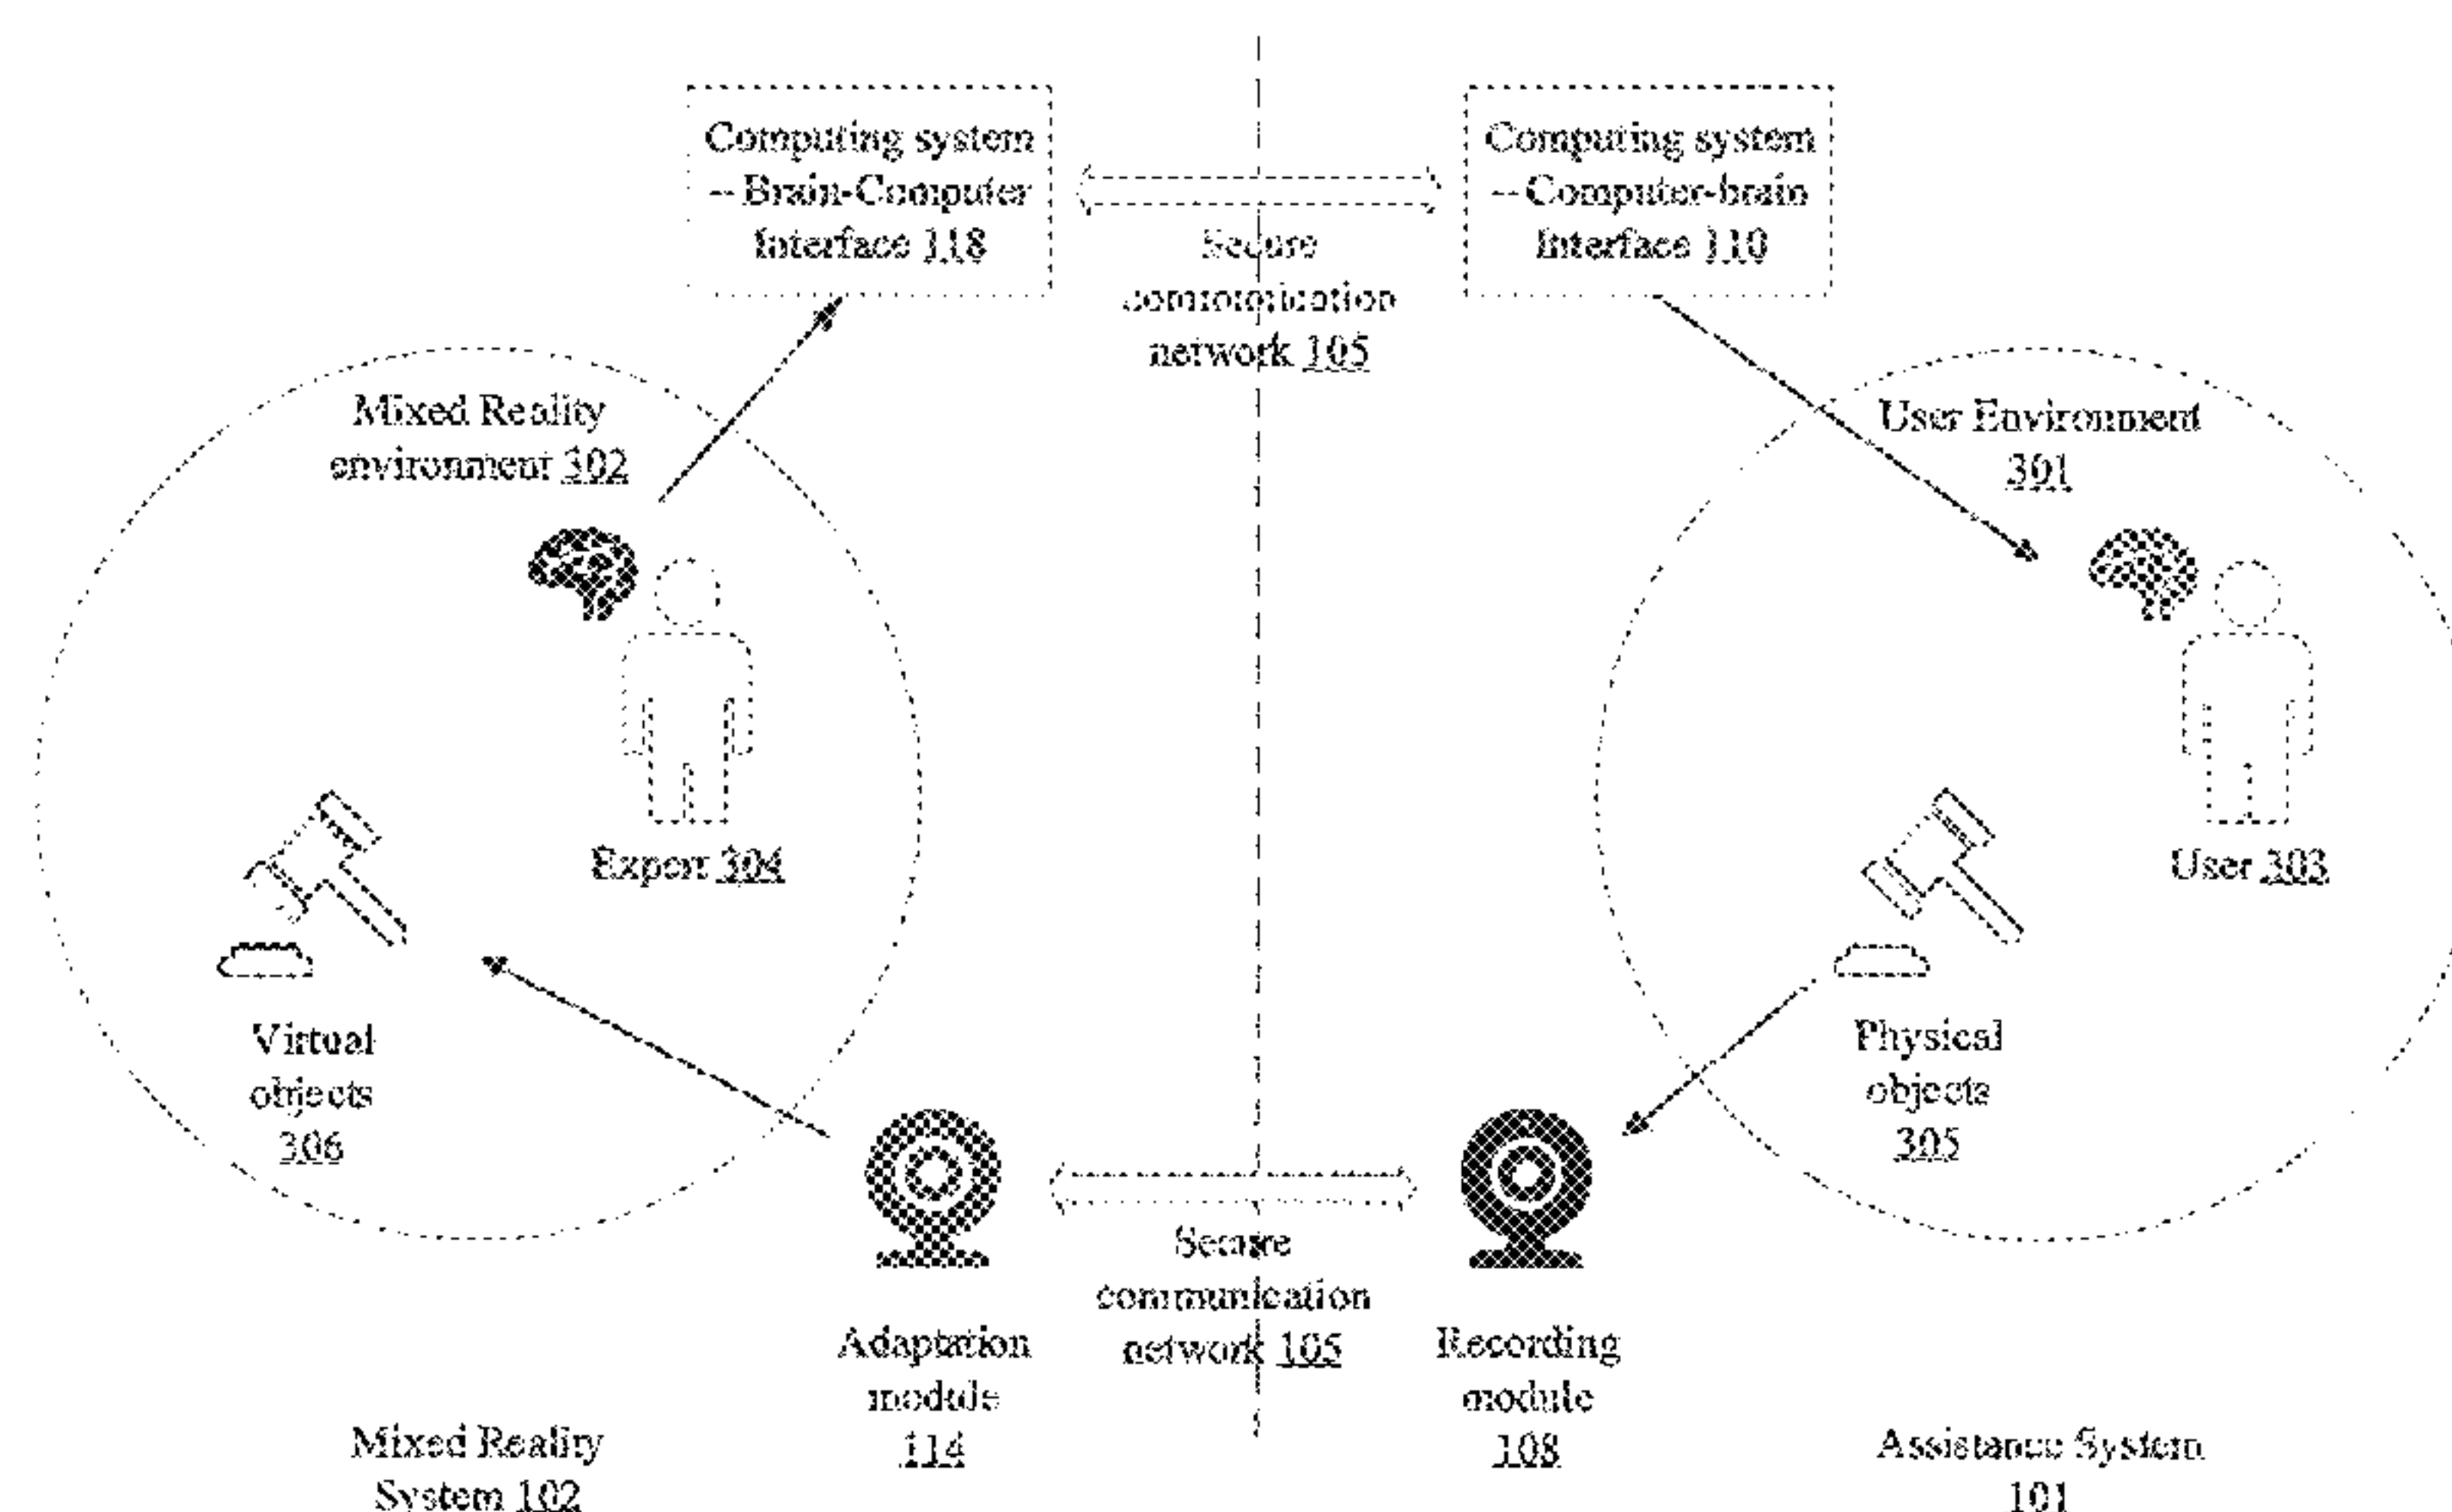 Computing system
-- Brain-Computer
Interface 118
Computing system
-- Computer-brain
Interface 110
Secure
communication
network 105
Mixed Reality
environment 302
User Environment
301
Expert 304
User 303
Virtual
objects
306
Physical
objects
305
Secure
communication
network 105
Adaptation
module
114
Recording
module
108
Mixed Reality
System 102
Assistance System
101